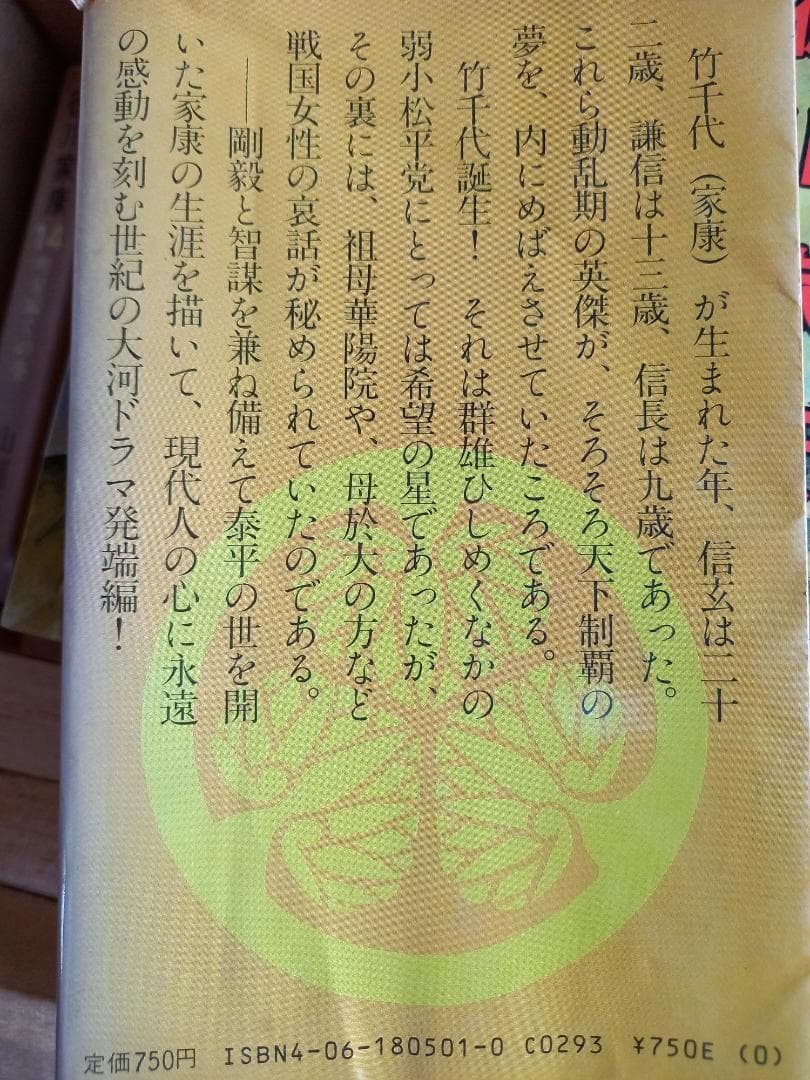 竹千代（家康）が生まれた年、信玄は二十
二歳、謙信は十三歳、信長は九歳であった。
これら動乱期の英傑が、そろそろ天下制覇の
夢を、内にめばえさせていたころである。
竹千代誕生！　それは群雄ひしめくなかの
弱小松平党にとっては希望の星であったが、
その裏には、祖母華陽院や、母於大の方など
戦国女性の哀話が秘められていたのである。
――剛毅と智謀を兼ね備えて泰平の世を開
いた家康の生涯を描いて、現代人の心に永遠
の感動を刻む世紀の大河ドラマ発端編！
定価750円 ISBN4-06-180501-0 C0293 ¥750E (0)